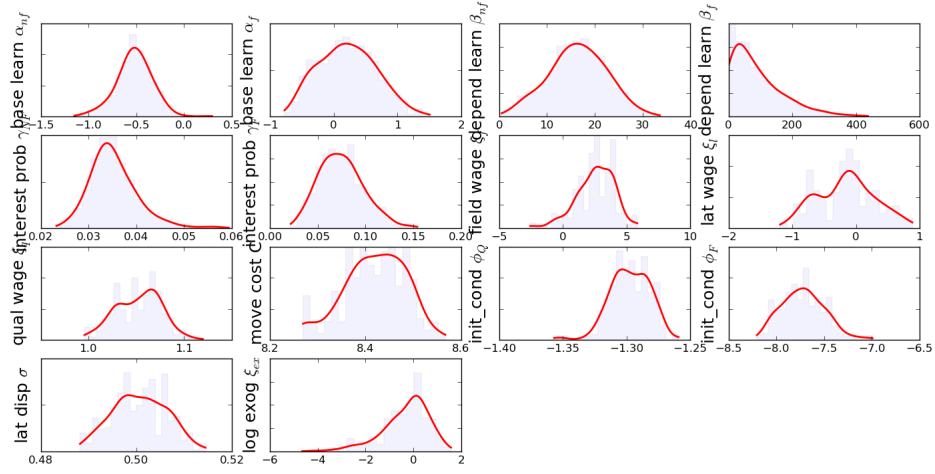 base learn α_nf
−1.5 −1.0 −0.5 0.0 0.5
base learn α_f
−1 0 1 2
depend learn β_nf
0 10 20 30 40
depend learn β_f
0 200 400 600
interest prob γ_NF
0.02 0.03 0.04 0.05 0.06
interest prob γ_F
0.00 0.05 0.10 0.15 0.20
field wage
−5 0 5 10
lat wage ξ_l
−2 −1 0 1
qual wage
1.0 1.1
move cost C
8.2 8.4 8.6
init_cond ϕ_Q
−1.40 −1.35 −1.30 −1.25
init_cond ϕ_F
−8.5 −8.0 −7.5 −7.0 −6.5
lat disp σ
0.48 0.50 0.52
log exog ξ_ex
−6 −4 −2 0 2